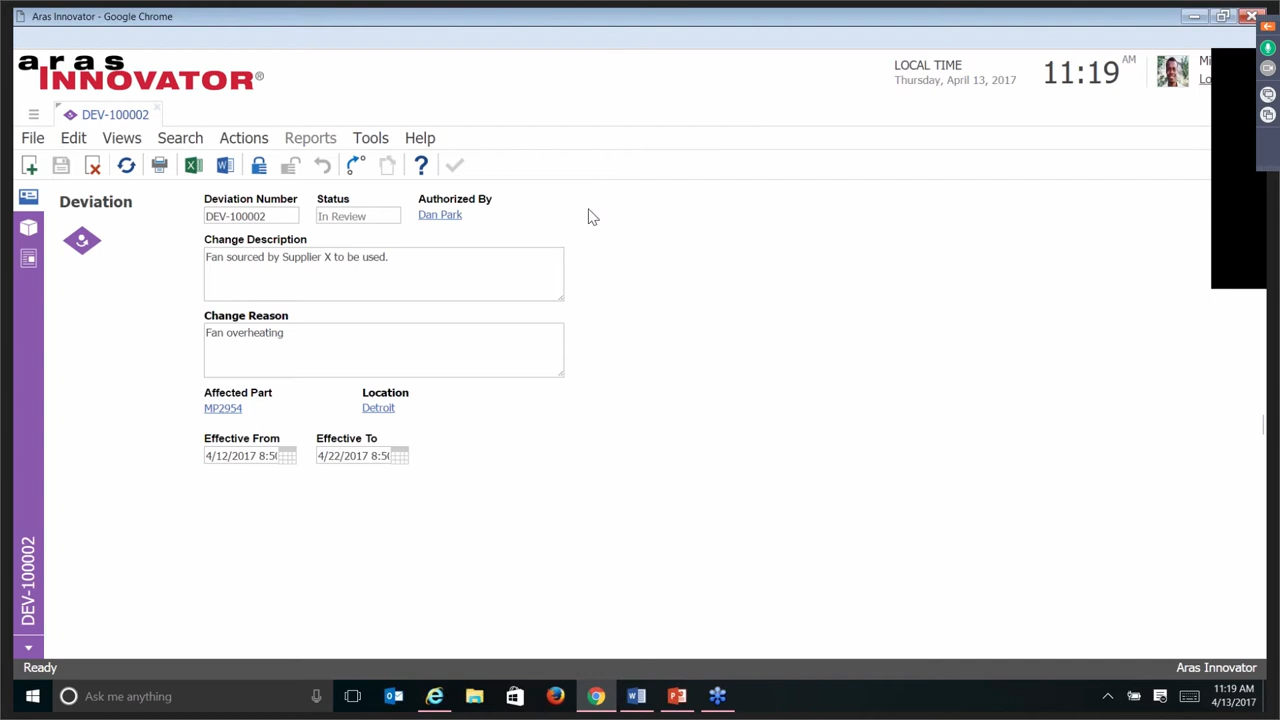 Aras Innovator - Google Chrome
aras
INNOVATOR®
LOCAL TIME
Thursday, April 13, 2017
11:19 AM
Mi
Lo
DEV-100002
File Edit Views Search Actions Reports Tools Help
Deviation
Deviation Number Status Authorized By
DEV-100002 In Review Dan Park
Change Description
Fan sourced by Supplier X to be used.
Change Reason
Fan overheating
Affected Part Location
MP2954 Detroit
Effective From Effective To
4/12/2017 8:50 4/22/2017 8:50
DEV-100002
Ready Aras Innovator
Ask me anything
11:19 AM
4/13/2017